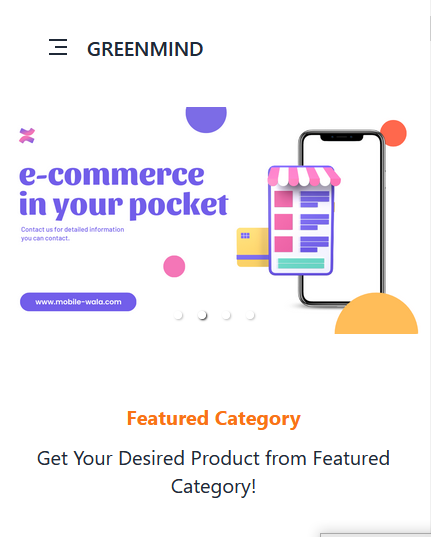 GREENMIND
e-commerce
in your pocket
Contact us for detailed information
you can contact.
www.mobile-wala.com
Featured Category
Get Your Desired Product from Featured
Category!